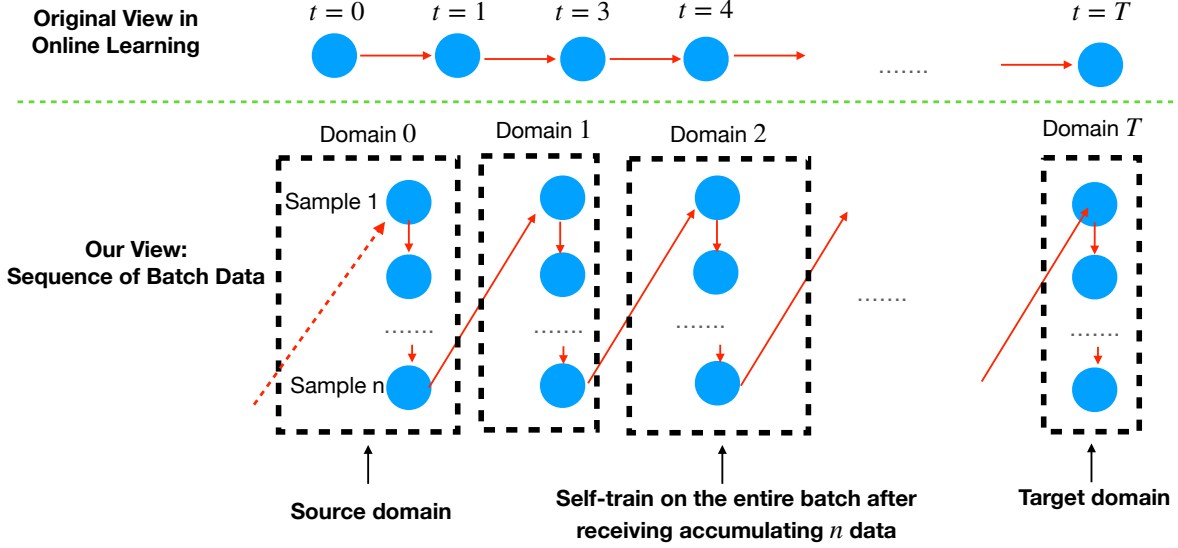 Original View in
Online Learning
t = 0
t = 1
t = 3
t = 4
t = T
.......
Domain 0
Domain 1
Domain 2
Domain T
Sample 1
Our View:
Sequence of Batch Data
.......
.......
.......
.......
.......
Sample n
Source domain
Self-train on the entire batch after
receiving accumulating n data
Target domain